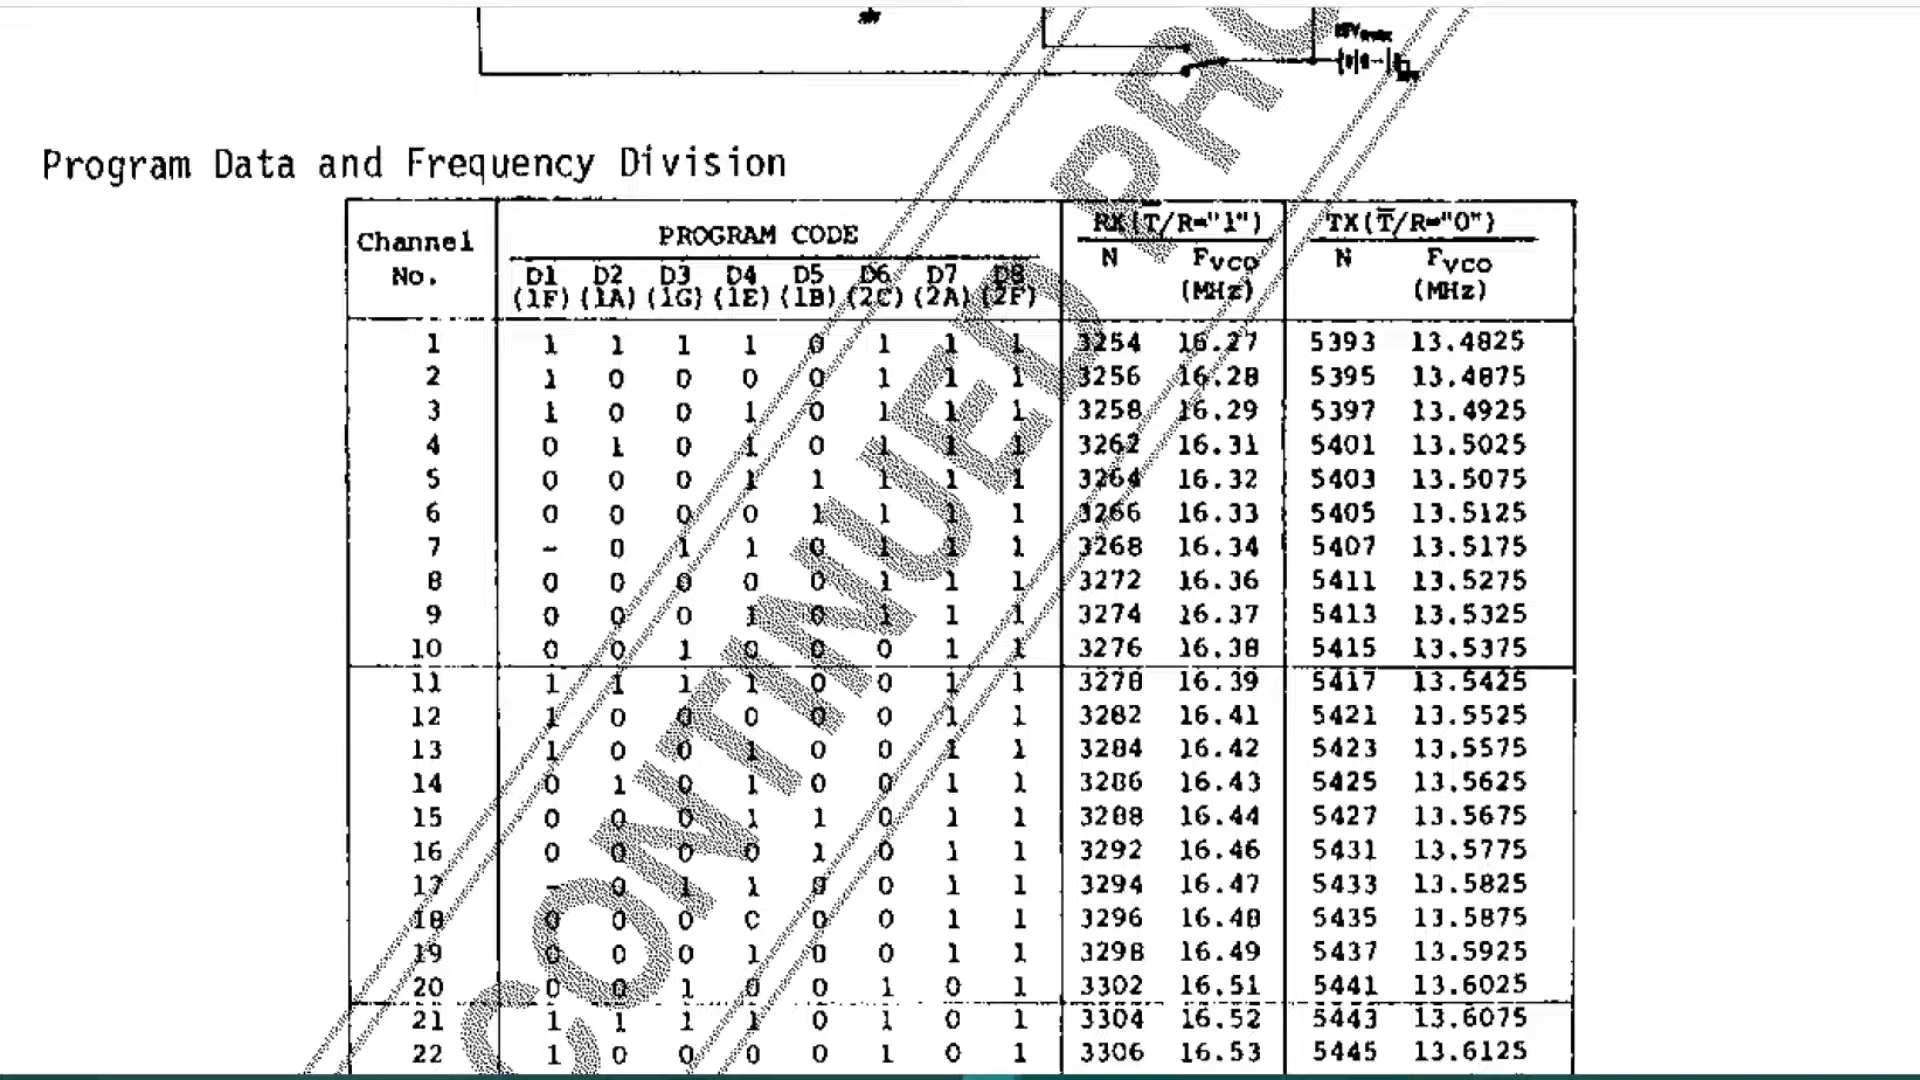 Program Data and Frequency Division
Channel No. PROGRAM CODE RX(T̅/R="1") TX(T̅/R="0")
D1 D2 D3 D4 D5 D6 D7 D8 N FVCO N FVCO
(1F) (1A) (1G) (1E) (1B) (2C) (2A) (2F) (MHz) (MHz)
1 1 1 1 1 0 1 1 1 3254 16.27 5393 13.4825
2 1 0 0 0 0 1 1 1 3256 16.28 5395 13.4875
3 1 0 0 1 0 1 1 1 3258 16.29 5397 13.4925
4 0 1 0 1 0 1 1 1 3262 16.31 5401 13.5025
5 0 0 0 1 1 1 1 1 3264 16.32 5403 13.5075
6 0 0 0 0 1 1 1 1 3266 16.33 5405 13.5125
7 - 0 1 1 0 1 1 1 3268 16.34 5407 13.5175
8 0 0 0 0 0 1 1 1 3272 16.36 5411 13.5275
9 0 0 0 1 0 1 1 1 3274 16.37 5413 13.5325
10 0 0 1 0 0 0 1 1 3276 16.38 5415 13.5375
11 1 1 1 1 0 0 1 1 3278 16.39 5417 13.5425
12 1 0 0 0 0 0 1 1 3282 16.41 5421 13.5525
13 1 0 0 1 0 0 1 1 3284 16.42 5423 13.5575
14 0 1 0 1 0 0 1 1 3286 16.43 5425 13.5625
15 0 0 0 1 1 0 1 1 3288 16.44 5427 13.5675
16 0 0 0 0 1 0 1 1 3292 16.46 5431 13.5775
17 - 0 1 1 0 0 1 1 3294 16.47 5433 13.5825
18 0 0 0 C 0 0 1 1 3296 16.48 5435 13.5875
19 0 0 0 1 0 0 1 1 3298 16.49 5437 13.5925
20 0 0 1 0 0 1 0 1 3302 16.51 5441 13.6025
21 1 1 1 1 0 1 0 1 3304 16.52 5443 13.6075
22 1 0 0 0 0 1 0 1 3306 16.53 5445 13.6125
CONTINUED PRO